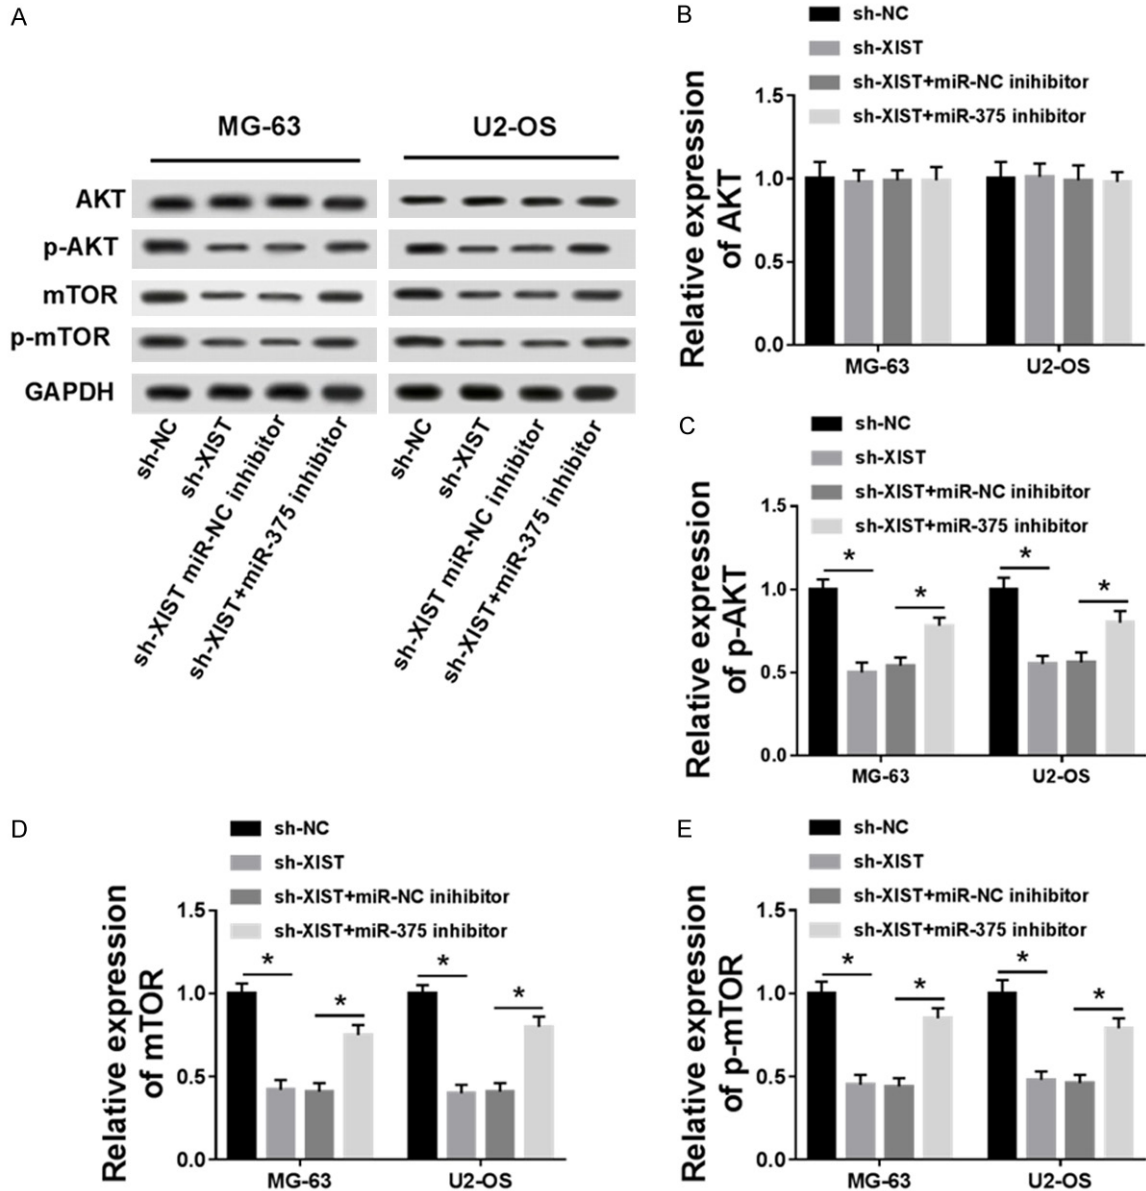 A
MG-63
U2-OS
AKT
p-AKT
mTOR
p-mTOR
GAPDH
sh-NC
sh-XIST
sh-XIST miR-NC inhibitor
sh-XIST+miR-375 inhibitor
sh-NC
sh-XIST
sh-XIST miR-NC inhibitor
sh-XIST+miR-375 inhibitor
B
sh-NC
sh-XIST
sh-XIST+miR-NC inihibitor
sh-XIST+miR-375 inhibitor
Relative expression
of AKT
1.5
1.0
0.5
0.0
MG-63
U2-OS
C
sh-NC
sh-XIST
sh-XIST+miR-NC inihibitor
sh-XIST+miR-375 inhibitor
Relative expression
of p-AKT
1.5
1.0
0.5
0.0
*
*
*
*
MG-63
U2-OS
D
sh-NC
sh-XIST
sh-XIST+miR-NC inihibitor
sh-XIST+miR-375 inhibitor
Relative expression
of mTOR
1.5
1.0
0.5
0.0
*
*
*
*
MG-63
U2-OS
E
sh-NC
sh-XIST
sh-XIST+miR-NC inihibitor
sh-XIST+miR-375 inhibitor
Relative expression
of p-mTOR
1.5
1.0
0.5
0.0
*
*
*
*
MG-63
U2-OS